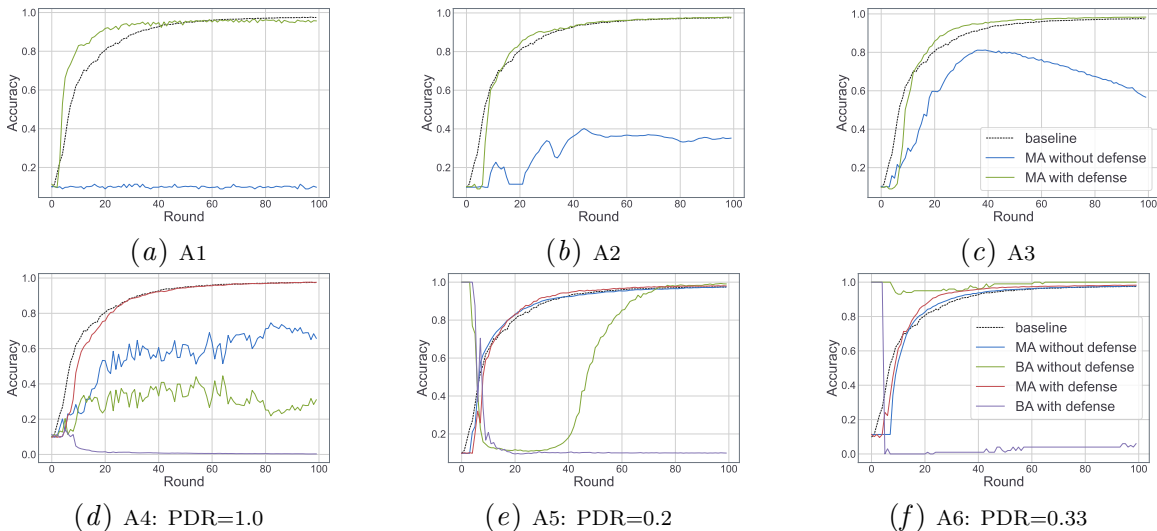 1.0
0.8
0.6
0.4
0.2
Accuracy
0 20 40 60 80 100
Round
(a) A1
1.0
0.8
0.6
0.4
0.2
Accuracy
0 20 40 60 80 100
Round
(b) A2
1.0
0.8
0.6
0.4
0.2
Accuracy
baseline
MA without defense
MA with defense
0 20 40 60 80 100
Round
(c) A3
1.0
0.8
0.6
0.4
0.2
0.0
Accuracy
0 20 40 60 80 100
Round
(d) A4: PDR=1.0
1.0
0.8
0.6
0.4
0.2
Accuracy
0 20 40 60 80 100
Round
(e) A5: PDR=0.2
1.0
0.8
0.6
0.4
0.2
0.0
Accuracy
baseline
MA without defense
BA without defense
MA with defense
BA with defense
0 20 40 60 80 100
Round
(f) A6: PDR=0.33